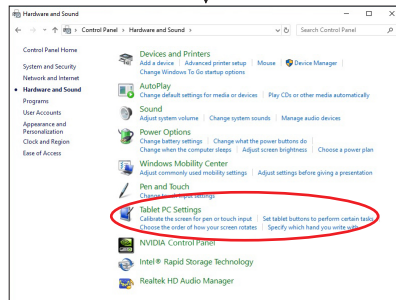 Hardware and Sound
Control Panel › Hardware and Sound ›
Search Control Panel
Control Panel Home
System and Security
Network and Internet
Hardware and Sound
Programs
User Accounts
Appearance and
Personalization
Clock and Region
Ease of Access
Devices and Printers
Add a device | Advanced printer setup | Mouse | Device Manager
Change Windows To Go startup options
AutoPlay
Change default settings for media or devices | Play CDs or other media automatically
Sound
Adjust system volume | Change system sounds | Manage audio devices
Power Options
Change battery settings | Change what the power buttons do
Change when the computer sleeps | Adjust screen brightness | Choose a power plan
Windows Mobility Center
Adjust commonly used mobility settings | Adjust settings before giving a presentation
Pen and Touch
Change touch input settings
Tablet PC Settings
Calibrate the screen for pen or touch input | Set tablet buttons to perform certain tasks
Choose the order of how your screen rotates | Specify which hand you write with
NVIDIA Control Panel
Intel® Rapid Storage Technology
Realtek HD Audio Manager